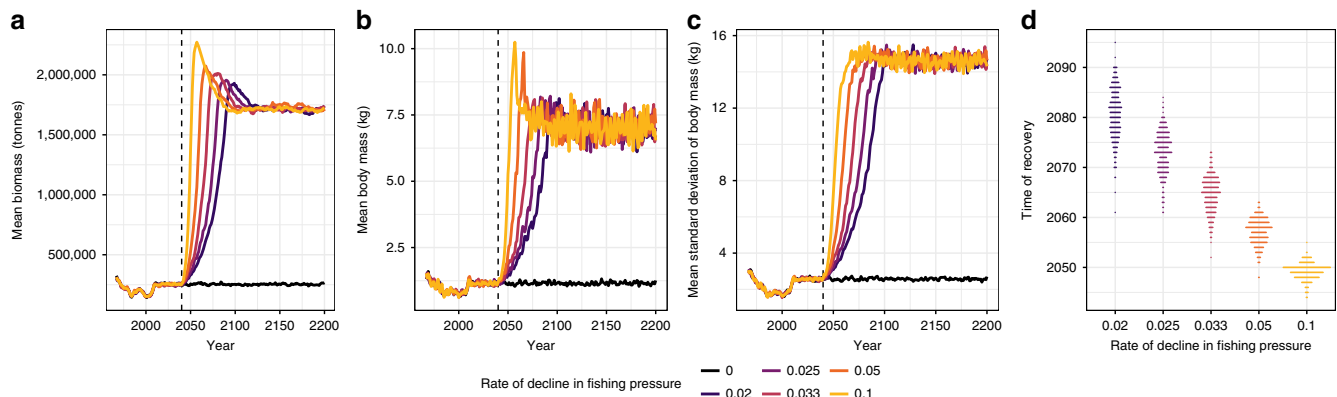 a
Mean biomass (tonnes)
2,000,000
1,750,000
1,000,000
500,000
2000 2050 2100 2150 2200
Year
b
Mean body mass (kg)
10.0
7.5
5.0
2.5
2000 2050 2100 2150 2200
Year
c
Mean standard deviation of body mass (kg)
16
12
8
4
2000 2050 2100 2150 2200
Year
d
Time of recovery
2090
2080
2070
2060
2050
0.02 0.025 0.033 0.05 0.1
Rate of decline in fishing pressure
Rate of decline in fishing pressure
0 0.025 0.05
0.02 0.033 0.1